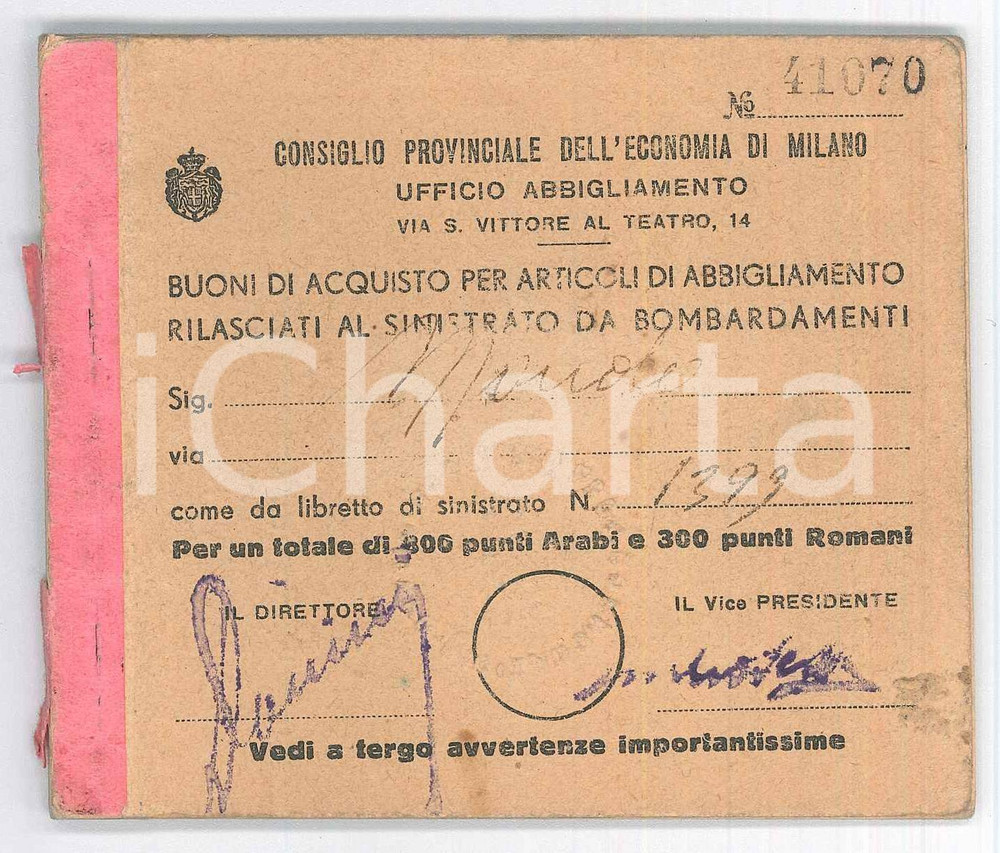 41070
№
CONSIGLIO PROVINCIALE DELL'ECONOMIA DI MILANO
UFFICIO ABBIGLIAMENTO
VIA S. VITTORE AL TEATRO, 14
BUONI DI ACQUISTO PER ARTICOLI DI ABBIGLIAMENTO
RILASCIATI AL SINISTRATO DA BOMBARDAMENTI
Sig.
via
come da libretto di sinistrato N. 1393
Per un totale di 800 punti Arabi e 300 punti Romani
IL DIRETTORE
IL Vice PRESIDENTE
Vedi a tergo avvertenze importantissime
iCharta